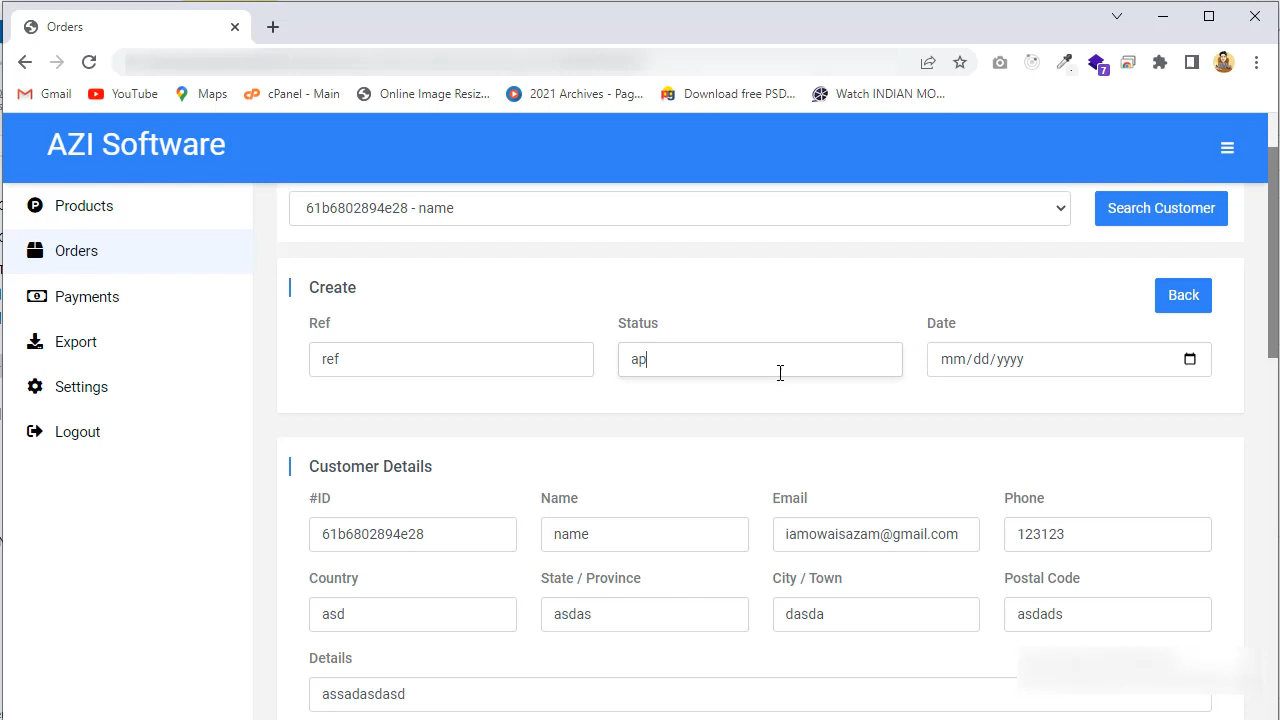 Orders
7
Gmail
YouTube
Maps
cPanel - Main
Online Image Resiz...
2021 Archives - Pag...
Download free PSD...
Watch INDIAN MO...
AZI Software
Products
Orders
Payments
Export
Settings
Logout
61b6802894e28 - name
Search Customer
Create
Back
Ref
Status
Date
ref
ap
mm/dd/yyyy
Customer Details
#ID
Name
Email
Phone
61b6802894e28
name
iamowaisazam@gmail.com
123123
Country
State / Province
City / Town
Postal Code
asd
asdas
dasda
asdads
Details
assadasdasd